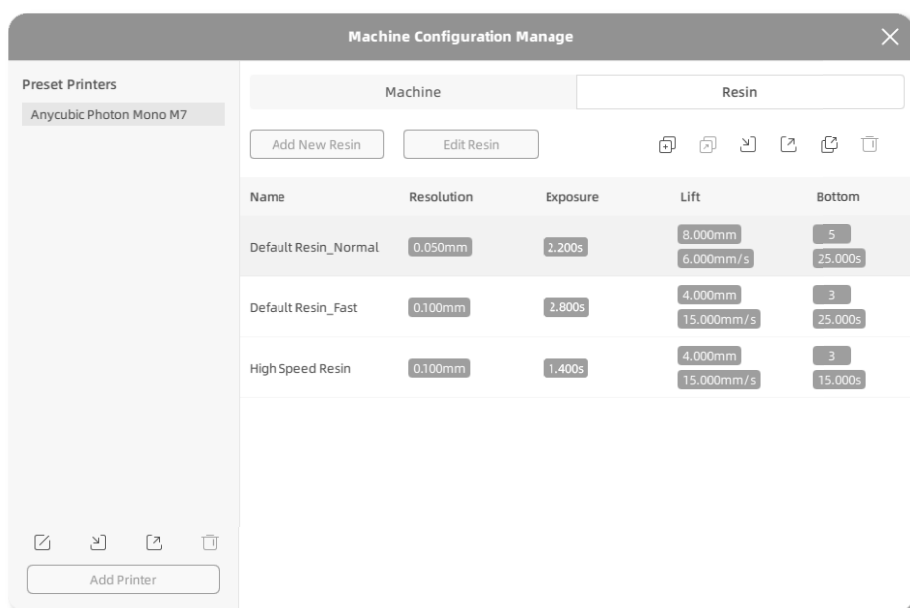 Machine Configuration Manage
Preset Printers
Anycubic Photon Mono M7
Machine
Resin
Add New Resin
Edit Resin
Name
Resolution
Exposure
Lift
Bottom
Default Resin_Normal
0.050mm
2.200s
8.000mm
6.000mm/s
5
25.000s
Default Resin_Fast
0.100mm
2.800s
4.000mm
15.000mm/s
3
25.000s
High Speed Resin
0.100mm
1.400s
4.000mm
15.000mm/s
3
15.000s
Add Printer